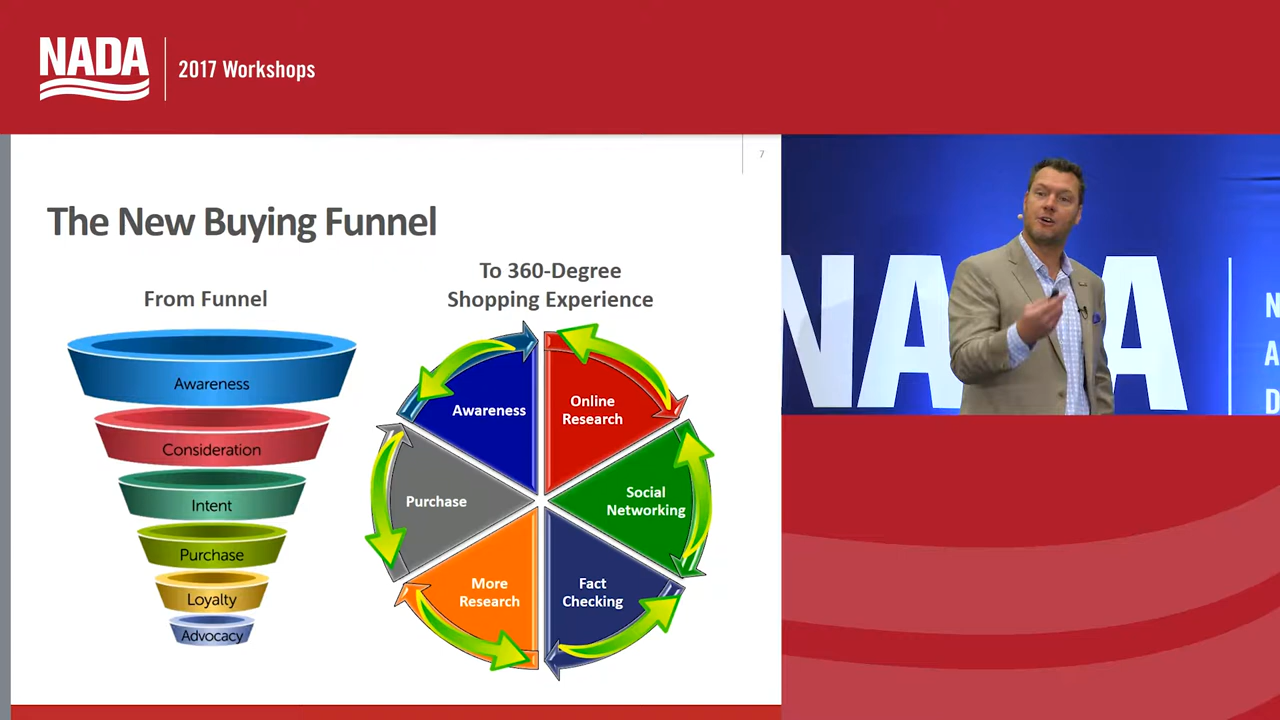 NADA
2017 Workshops
7
The New Buying Funnel
From Funnel
To 360-Degree
Shopping Experience
Awareness
Consideration
Intent
Purchase
Loyalty
Advocacy
Awareness
Online
Research
Purchase
Social
Networking
More
Research
Fact
Checking
NADA
N
A
D